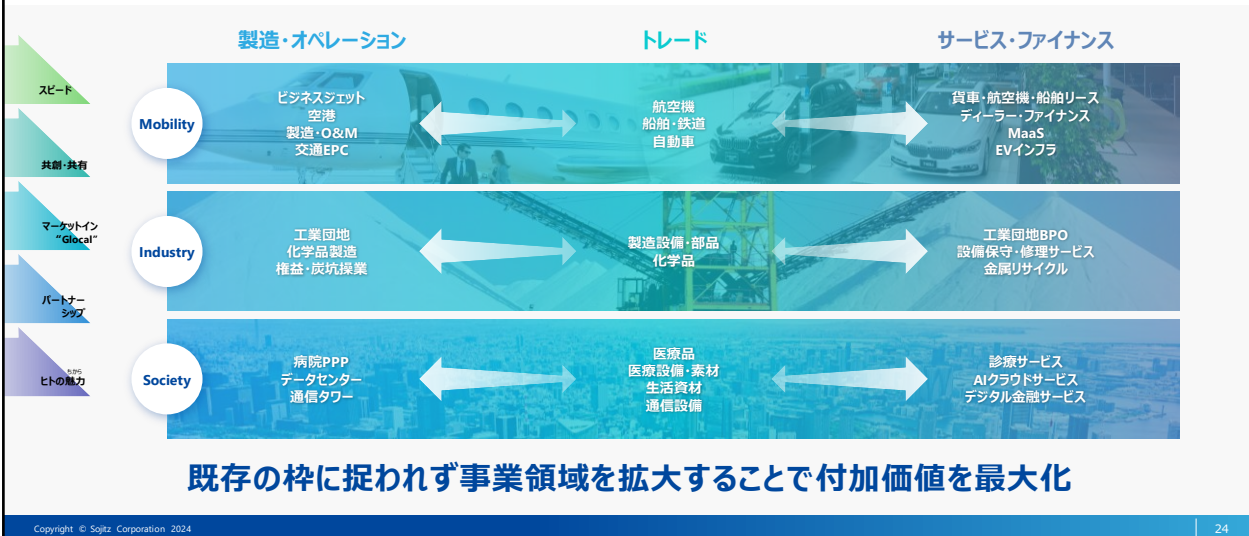 製造・オペレーション
トレード
サービス・ファイナンス
スピード
共創・共有
マーケットイン
“Glocal”
パートナー
シップ
ちから
ヒトの魅力
Mobility
ビジネスジェット
空港
製造・O&M
交通EPC
航空機
船舶・鉄道
自動車
貨車・航空機・船舶リース
ディーラー・ファイナンス
MaaS
EVインフラ
Industry
工業団地
化学品製造
権益・炭坑操業
製造設備・部品
化学品
工業団地BPO
設備保守・修理サービス
金属リサイクル
Society
病院PPP
データセンター
通信タワー
医療品
医療設備・素材
生活資材
通信設備
診療サービス
AIクラウドサービス
デジタル金融サービス
既存の枠に捉われず事業領域を拡大することで付加価値を最大化
Copyright © Sojitz Corporation 2024
24